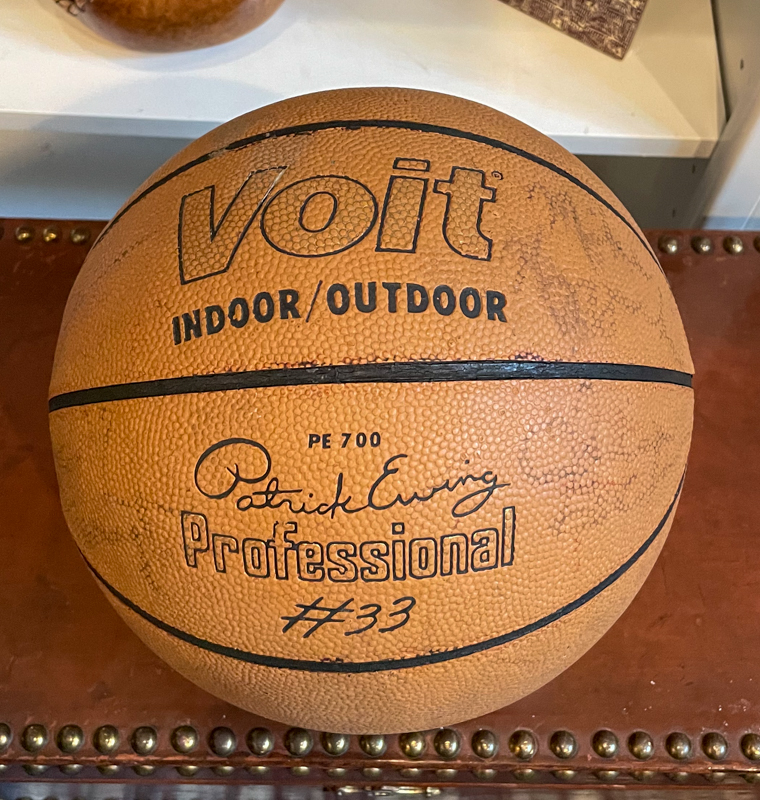 Voit®
INDOOR/OUTDOOR
PE 700
Patrick Ewing
Professional
#33